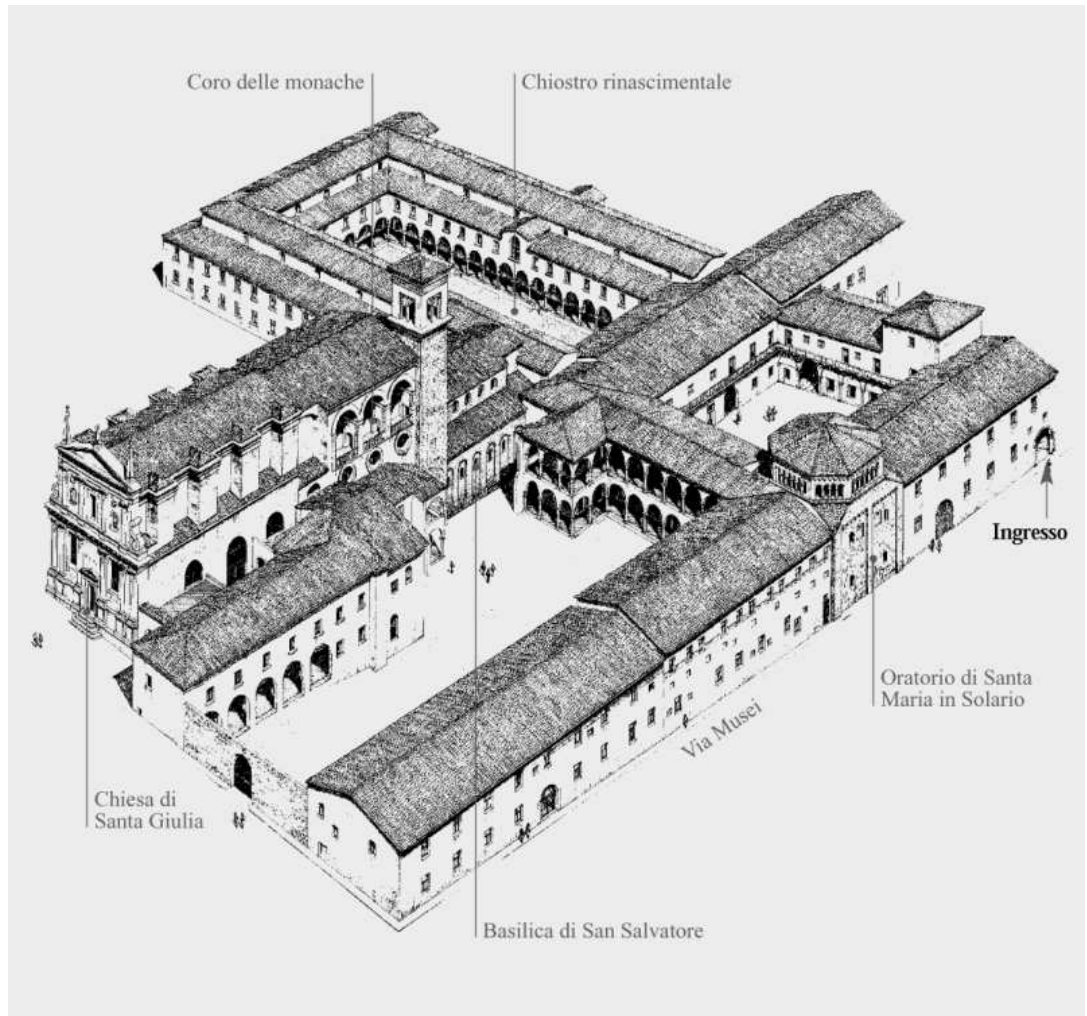 Coro delle monache
Chiostro rinascimentale
Ingresso
Oratorio di Santa
Maria in Solario
Via Musei
Chiesa di
Santa Giulia
Basilica di San Salvatore